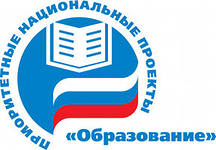 ПРИОРИТЕТНЫЕ НАЦИОНАЛЬНЫЕ ПРОЕКТЫ
«Образование»